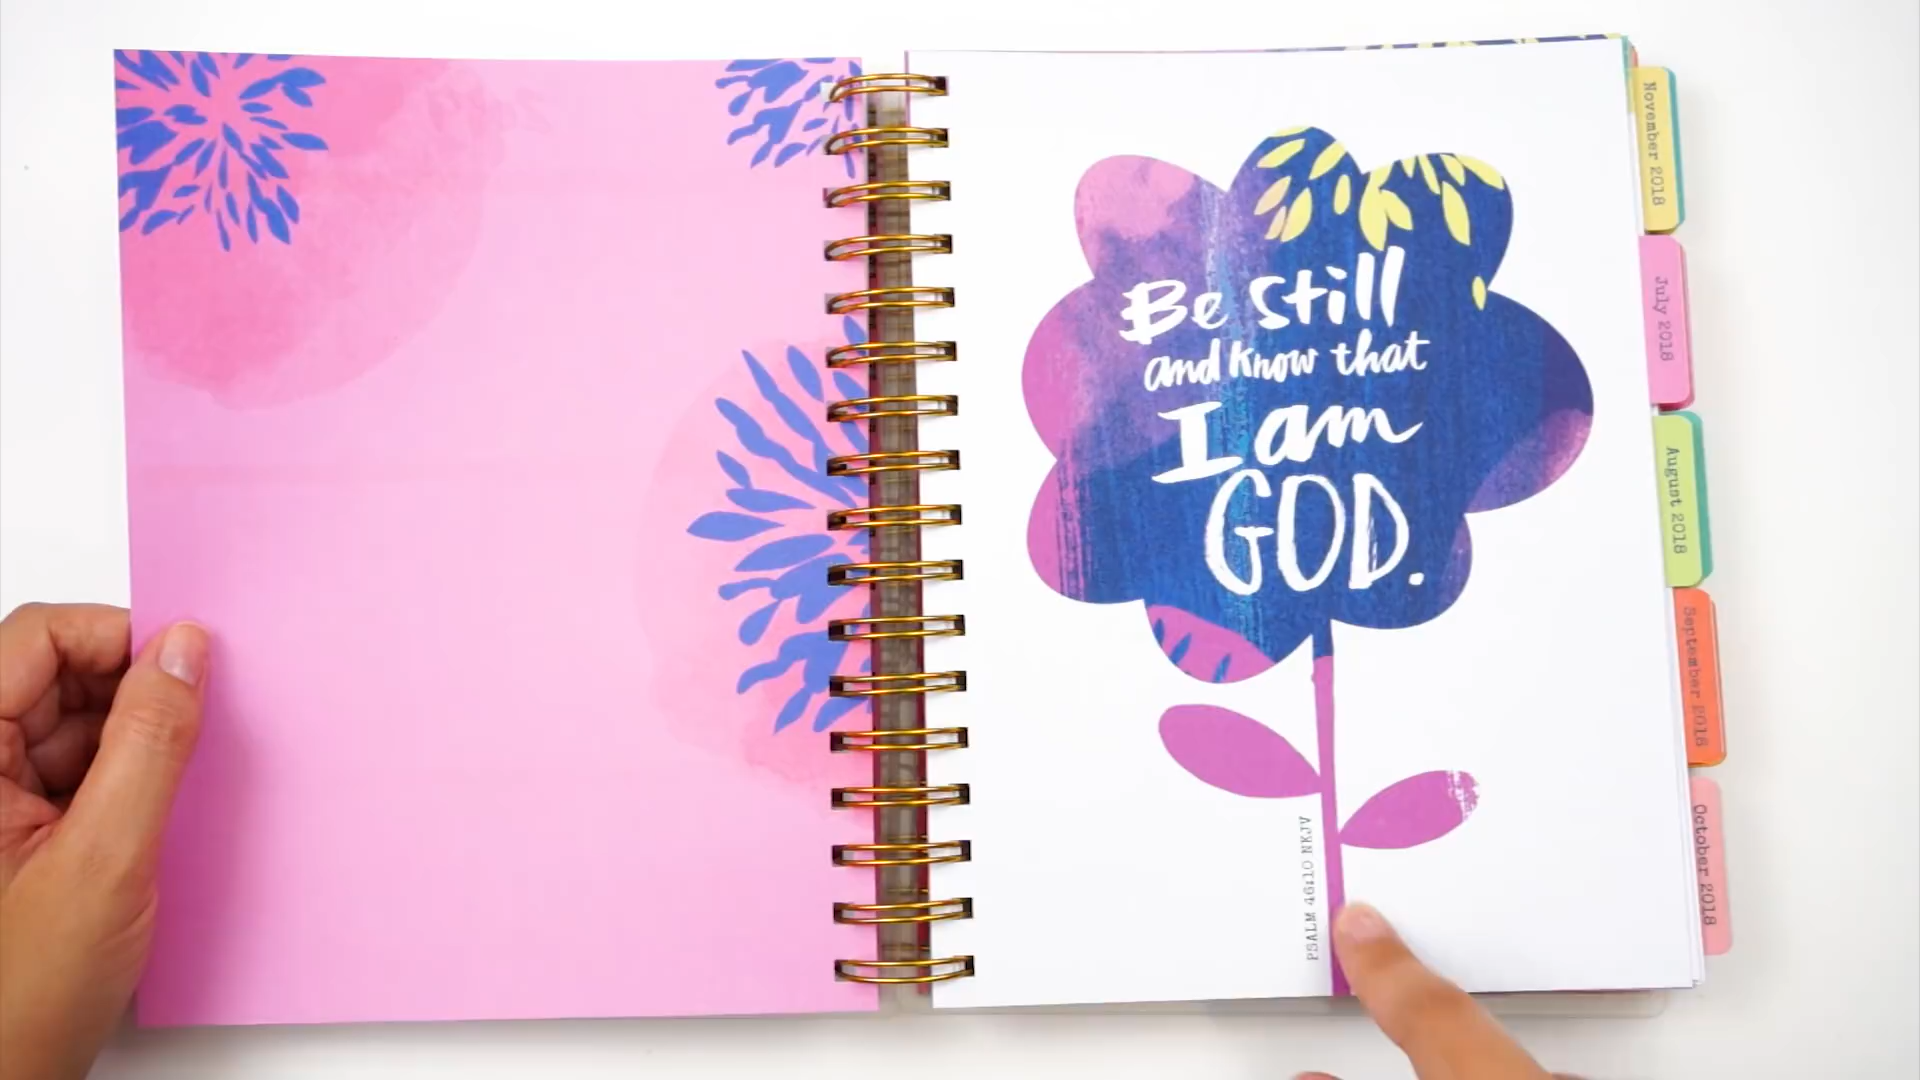 Be still
and know that
I am
GOD.
PSALM 46:10 NKJV
November 2018
July 2018
August 2018
September 2018
October 2018